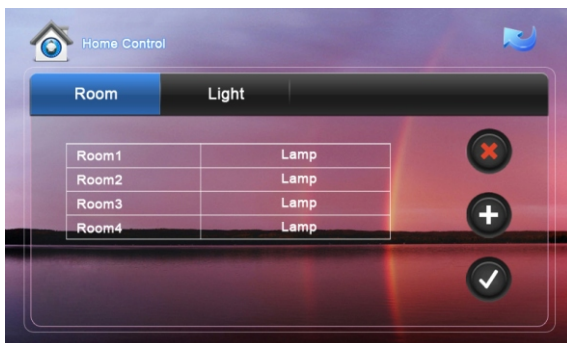 Home Control
Room Light
Room1 Lamp
Room2 Lamp
Room3 Lamp
Room4 Lamp